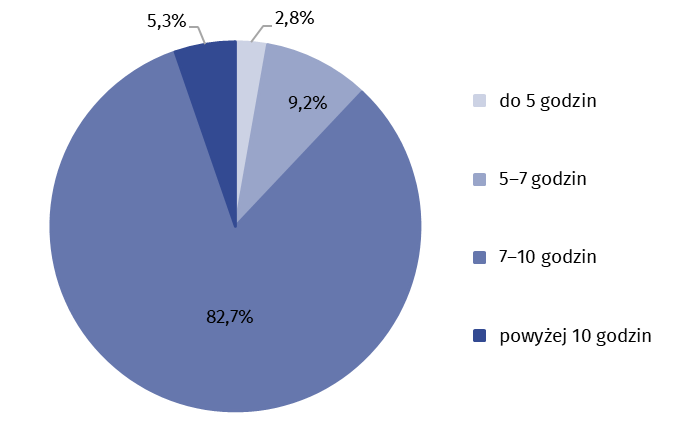 5,3%
2,8%
9,2%
82,7%
do 5 godzin
5–7 godzin
7–10 godzin
powyżej 10 godzin